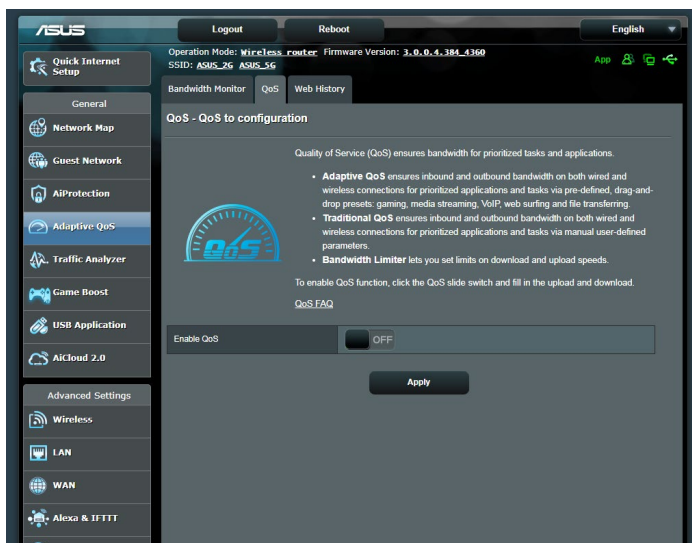 ASUS
Logout
Reboot
English
Quick Internet
Setup
Operation Mode: Wireless router Firmware Version: 3.0.0.4.384_4360
SSID: ASUS_2G ASUS_5G
App
Bandwidth Monitor
QoS
Web History
General
Network Map
Guest Network
AiProtection
Adaptive QoS
Traffic Analyzer
Game Boost
USB Application
AiCloud 2.0
Advanced Settings
Wireless
LAN
WAN
Alexa & IFTTT
QoS - QoS to configuration
QoS
Quality of Service (QoS) ensures bandwidth for prioritized tasks and applications.
• Adaptive QoS ensures inbound and outbound bandwidth on both wired and
wireless connections for prioritized applications and tasks via pre-defined, drag-and-
drop presets: gaming, media streaming, VoIP, web surfing and file transferring.
• Traditional QoS ensures inbound and outbound bandwidth on both wired and
wireless connections for prioritized applications and tasks via manual user-defined
parameters.
• Bandwidth Limiter lets you set limits on download and upload speeds.
To enable QoS function, click the QoS slide switch and fill in the upload and download.
QoS FAQ
Enable QoS
OFF
Apply